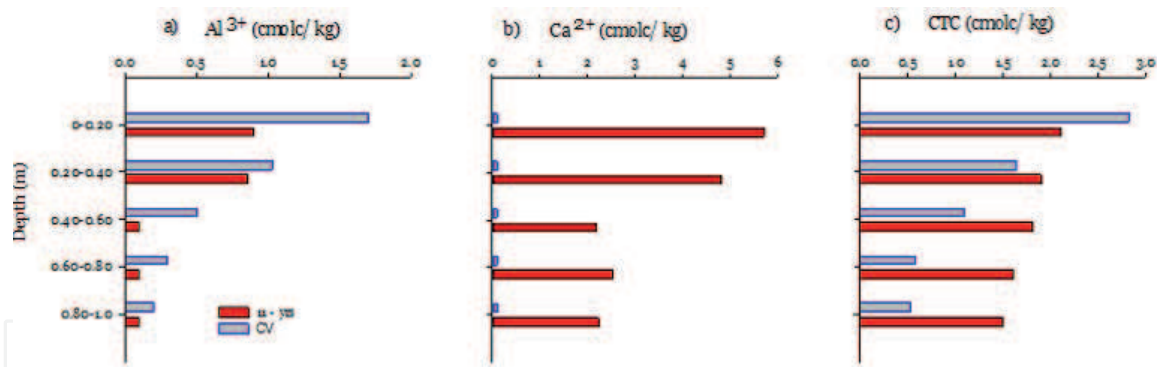 a) Al 3+ (cmolc/ kg)
b) Ca 2+ (cmolc/ kg)
c) CTC (cmolc/ kg)
0.0 0.5 1.0 1.5 2.0
0 1 2 3 4 5 6
0.0 0.5 1.0 1.5 2.0 2.5 3.0
Depth (m)
0-0.20
0.20-0.40
0.40-0.60
0.60-0.80
0.80-1.0
CV